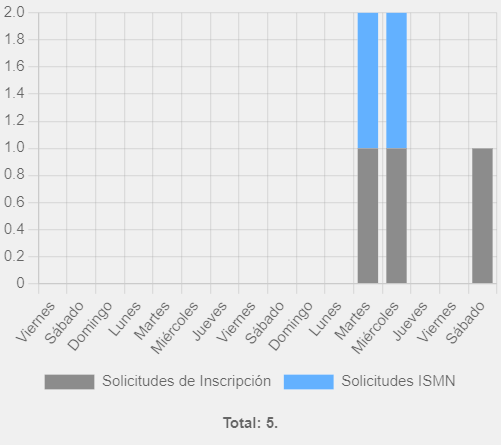 2.0
1.8
1.6
1.4
1.2
1.0
0.8
0.6
0.4
0.2
0
Viernes
Sábado
Domingo
Lunes
Martes
Miércoles
Jueves
Viernes
Sábado
Domingo
Lunes
Martes
Miércoles
Jueves
Viernes
Sábado
Solicitudes de Inscripción Solicitudes ISMN
Total: 5.